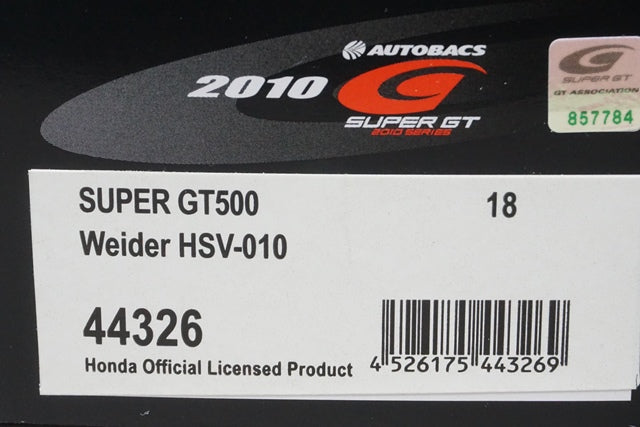 AUTOBACS
2010
SUPER GT
2010 SERIES
SUPER GT
GT ASSOCIATION
857784
SUPER GT500 18
Weider HSV-010
44326
Honda Official Licensed Product
4 526175 443269